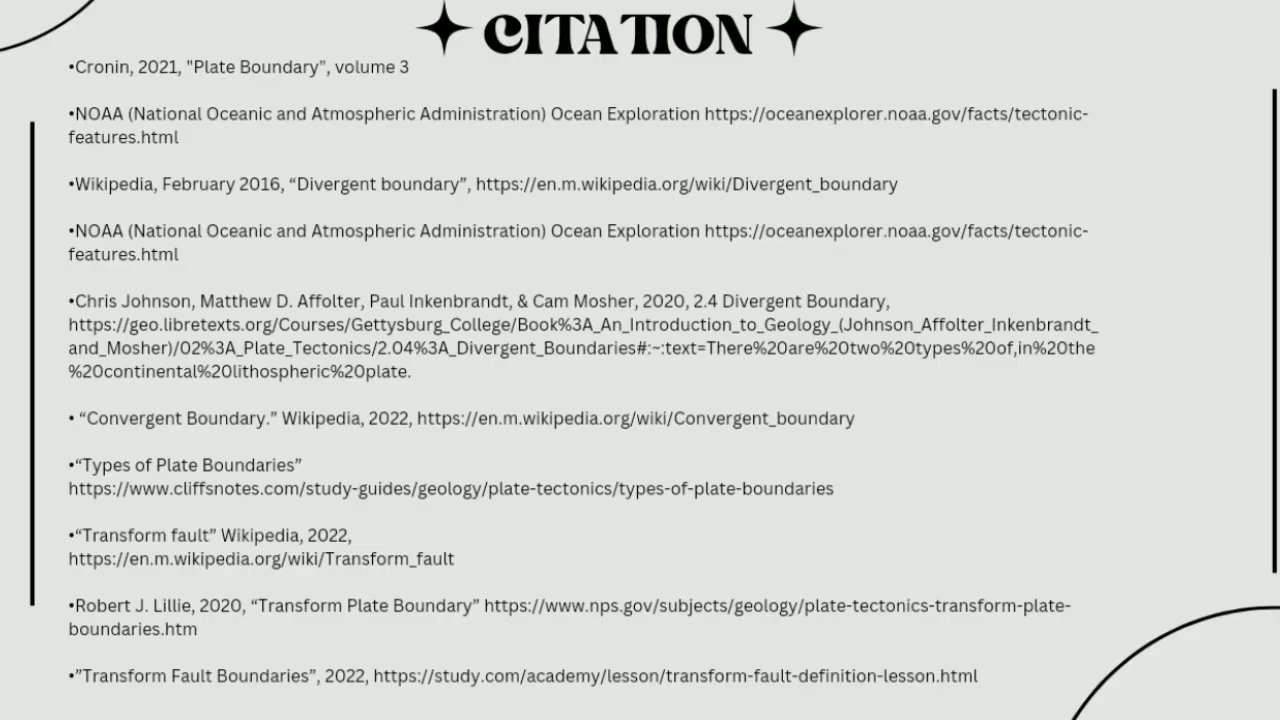 CITATION
•Cronin, 2021, "Plate Boundary”, volume 3
•NOAA (National Oceanic and Atmospheric Administration) Ocean Exploration https://oceanexplorer.noaa.gov/facts/tectonic-
features.html
•Wikipedia, February 2016, “Divergent boundary”, https://en.m.wikipedia.org/wiki/Divergent_boundary
•NOAA (National Oceanic and Atmospheric Administration) Ocean Exploration https://oceanexplorer.noaa.gov/facts/tectonic-
features.html
•Chris Johnson, Matthew D. Affolter, Paul Inkenbrandt, & Cam Mosher, 2020, 2.4 Divergent Boundary,
https://geo.libretexts.org/Courses/Gettysburg_College/Book%3A_An_Introduction_to_Geology_(Johnson_Affolter_Inkenbrandt_
and_Mosher)/02%3A_Plate_Tectonics/2.04%3A_Divergent_Boundaries#:~:text=There%20are%20two%20types%20of,in%20the
%20continental%20lithospheric%20plate.
• “Convergent Boundary.” Wikipedia, 2022, https://en.m.wikipedia.org/wiki/Convergent_boundary
•“Types of Plate Boundaries”
https://www.cliffsnotes.com/study-guides/geology/plate-tectonics/types-of-plate-boundaries
•“Transform fault” Wikipedia, 2022,
https://en.m.wikipedia.org/wiki/Transform_fault
•Robert J. Lillie, 2020, “Transform Plate Boundary” https://www.nps.gov/subjects/geology/plate-tectonics-transform-plate-
boundaries.htm
•”Transform Fault Boundaries”, 2022, https://study.com/academy/lesson/transform-fault-definition-lesson.html